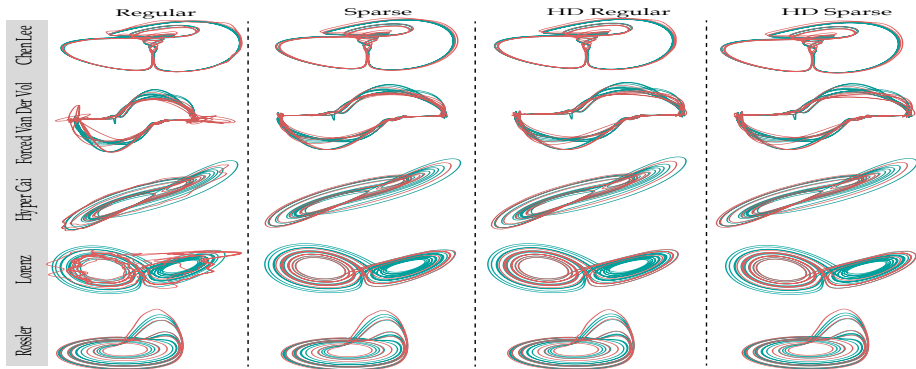 Regular Sparse HD Regular HD Sparse
ChenLee
Forced Van Der Vol
Hyper Cai
Lorenz
Rossler